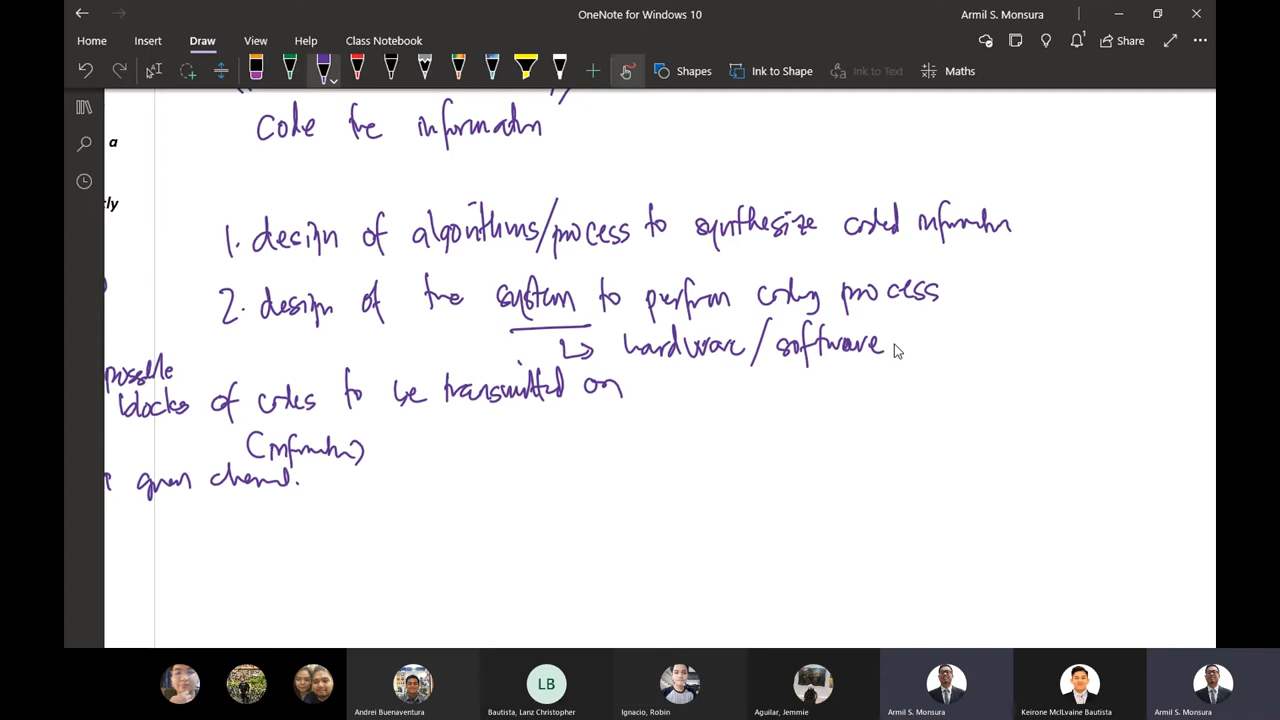 OneNote for Windows 10
Armil S. Monsura
Home Insert Draw View Help Class Notebook
Share
Shapes Ink to Shape Ink to Text Maths
a
rly
Code the information
1. design of algorithms/process to synthesize coded information
2. design of the system to perform coding process
↳ hardware/software
possible
blocks of codes to be transmitted on
(information)
given channel.
Andrei Buenaventura
LB
Bautista, Lanz Christopher
Ignacio, Robin
Aguilar, Jemmie
Armil S. Monsura
Keirone McIlvaine Bautista
Armil S. Monsura